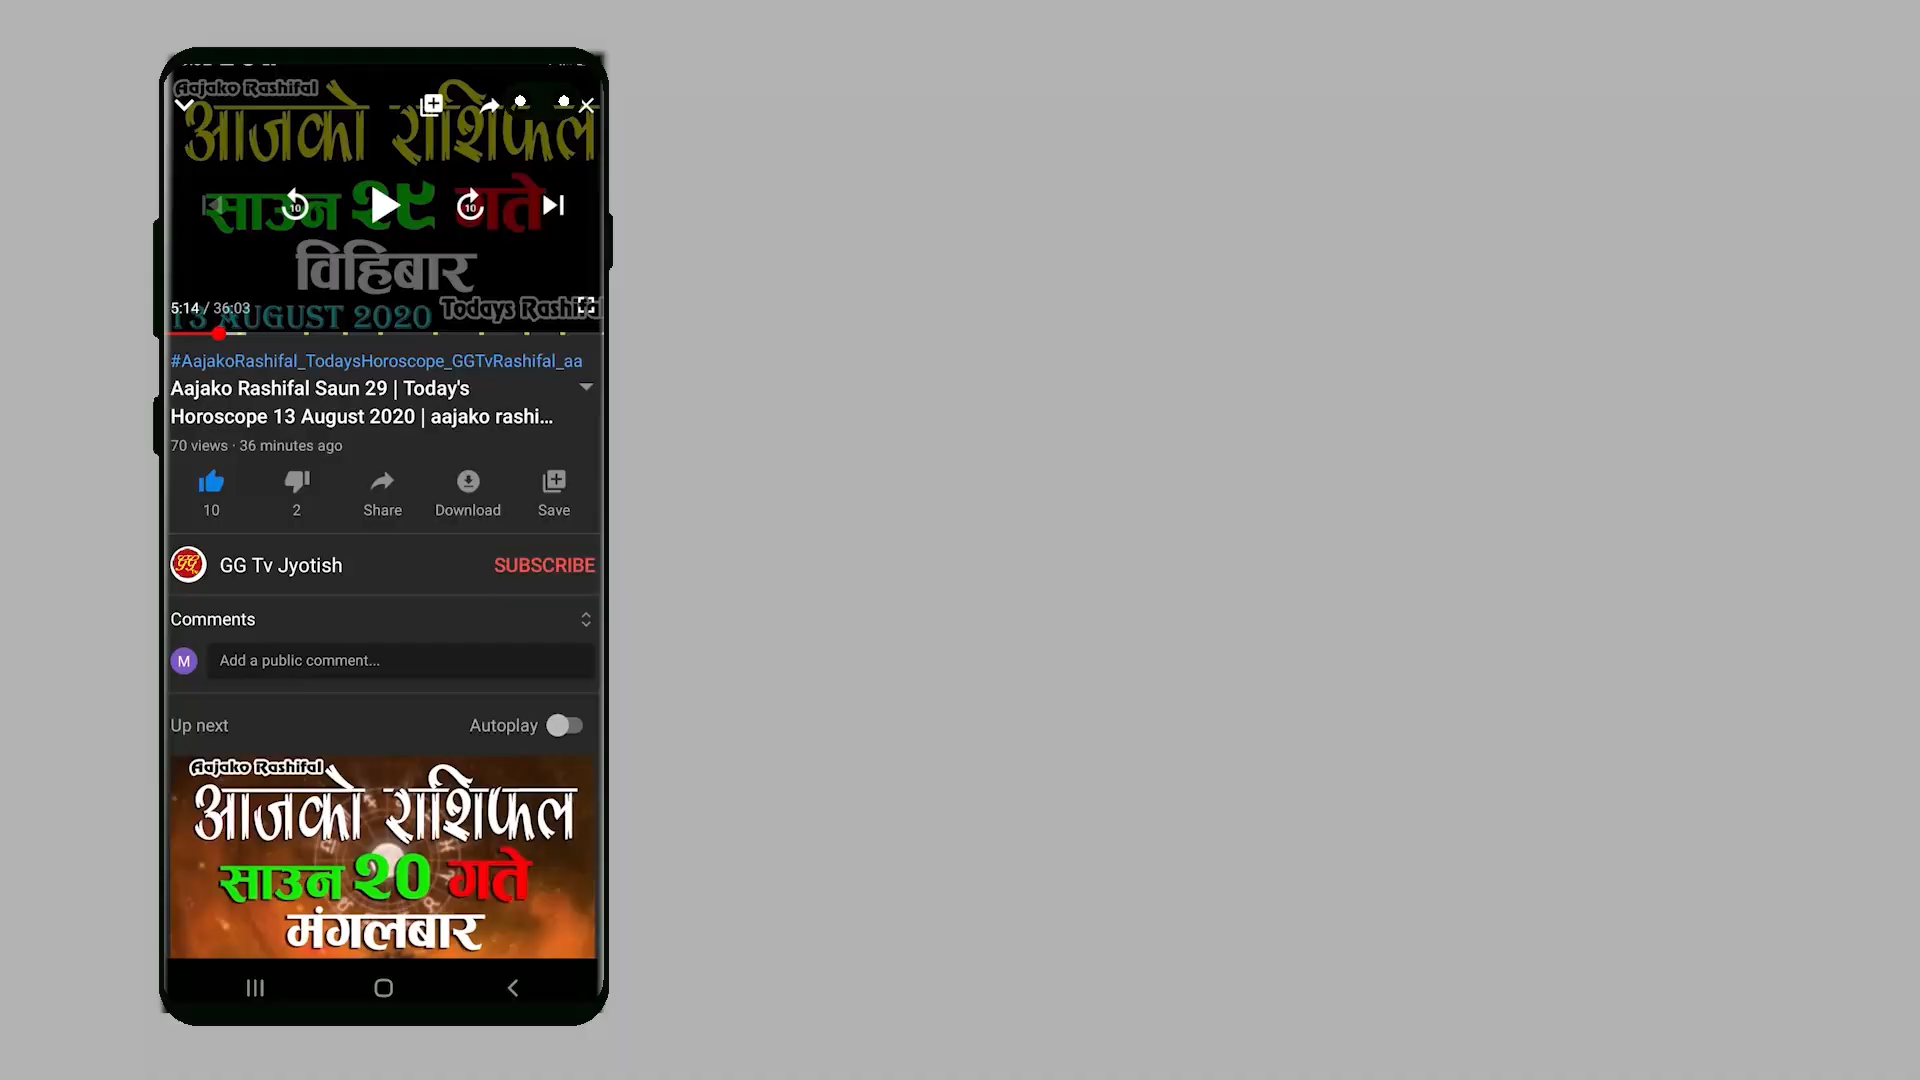 Aajako Rashifal
आजको राशिफल
10
साउन २९ गते
10
विहिबार
5:14 / 36:03
Todays Rashifal
13 AUGUST 2020
#AajakoRashifal_TodaysHoroscope_GGTvRashifal_aa
Aajako Rashifal Saun 29 | Today's
Horoscope 13 August 2020 | aajako rashi...
70 views · 36 minutes ago
10
2
Share
Download
Save
GG Tv Jyotish
SUBSCRIBE
Comments
M
Add a public comment...
Up next
Autoplay
Aajako Rashifal
आजको राशिफल
साउन २० गते
मंगलबार